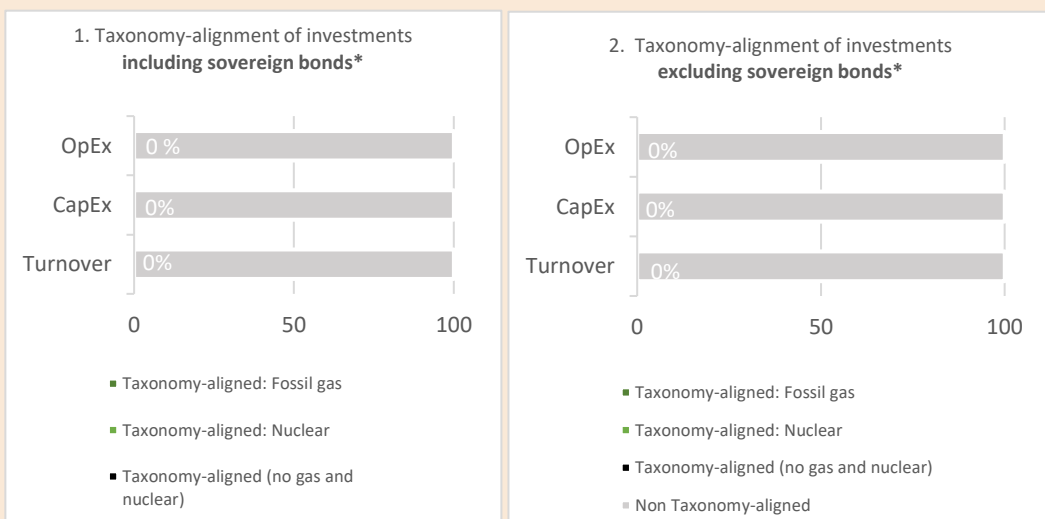 1. Taxonomy-alignment of investments
including sovereign bonds*
OpEx
0 %
CapEx
0%
Turnover
0%
0
50
100
Taxonomy-aligned: Fossil gas
Taxonomy-aligned: Nuclear
Taxonomy-aligned (no gas and
nuclear)
2. Taxonomy-alignment of investments
excluding sovereign bonds*
OpEx
0%
CapEx
0%
Turnover
0%
0
50
100
Taxonomy-aligned: Fossil gas
Taxonomy-aligned: Nuclear
Taxonomy-aligned (no gas and nuclear)
Non Taxonomy-aligned